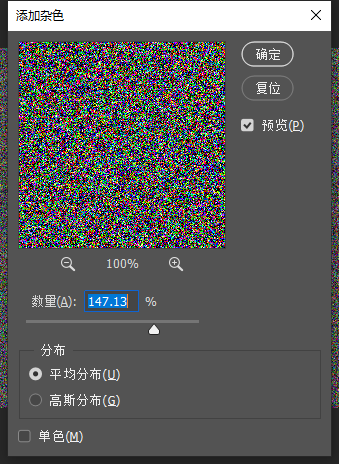 添加杂色
确定
复位
预览(P)
100%
数量(A): 147.13 %
分布
平均分布(U)
高斯分布(G)
单色(M)